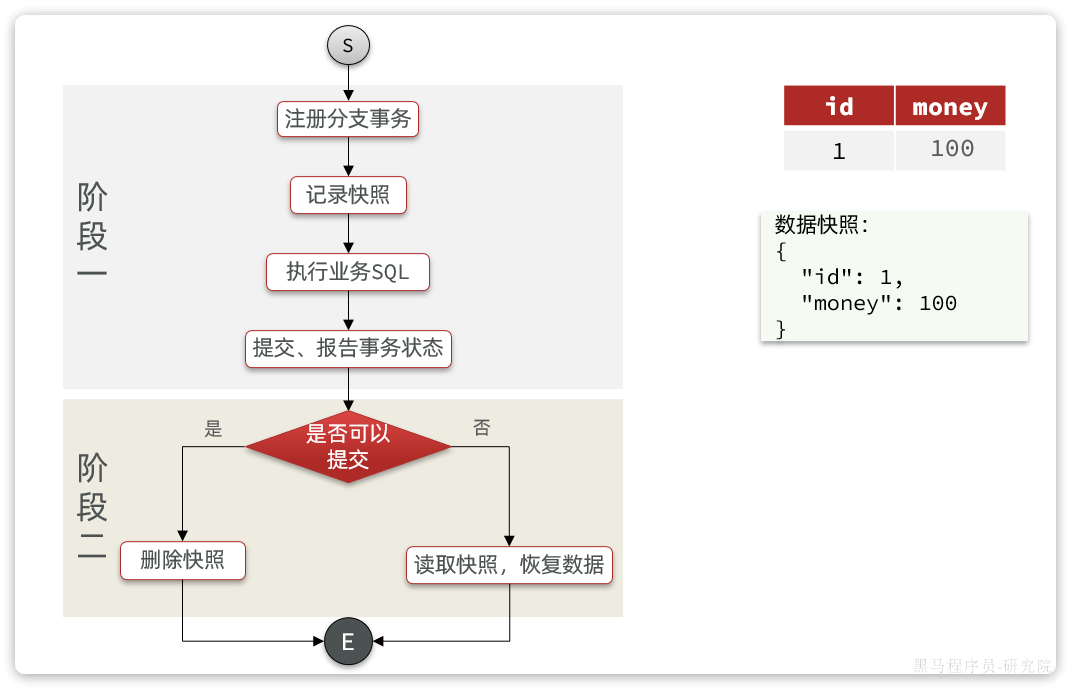 S
阶
段
一
注册分支事务
记录快照
执行业务SQL
提交、报告事务状态
阶
段
二
是
否
是否可以
提交
删除快照
读取快照，恢复数据
E
id money
1 100
数据快照：
{
"id": 1,
"money": 100
}
黑马程序员-研究院